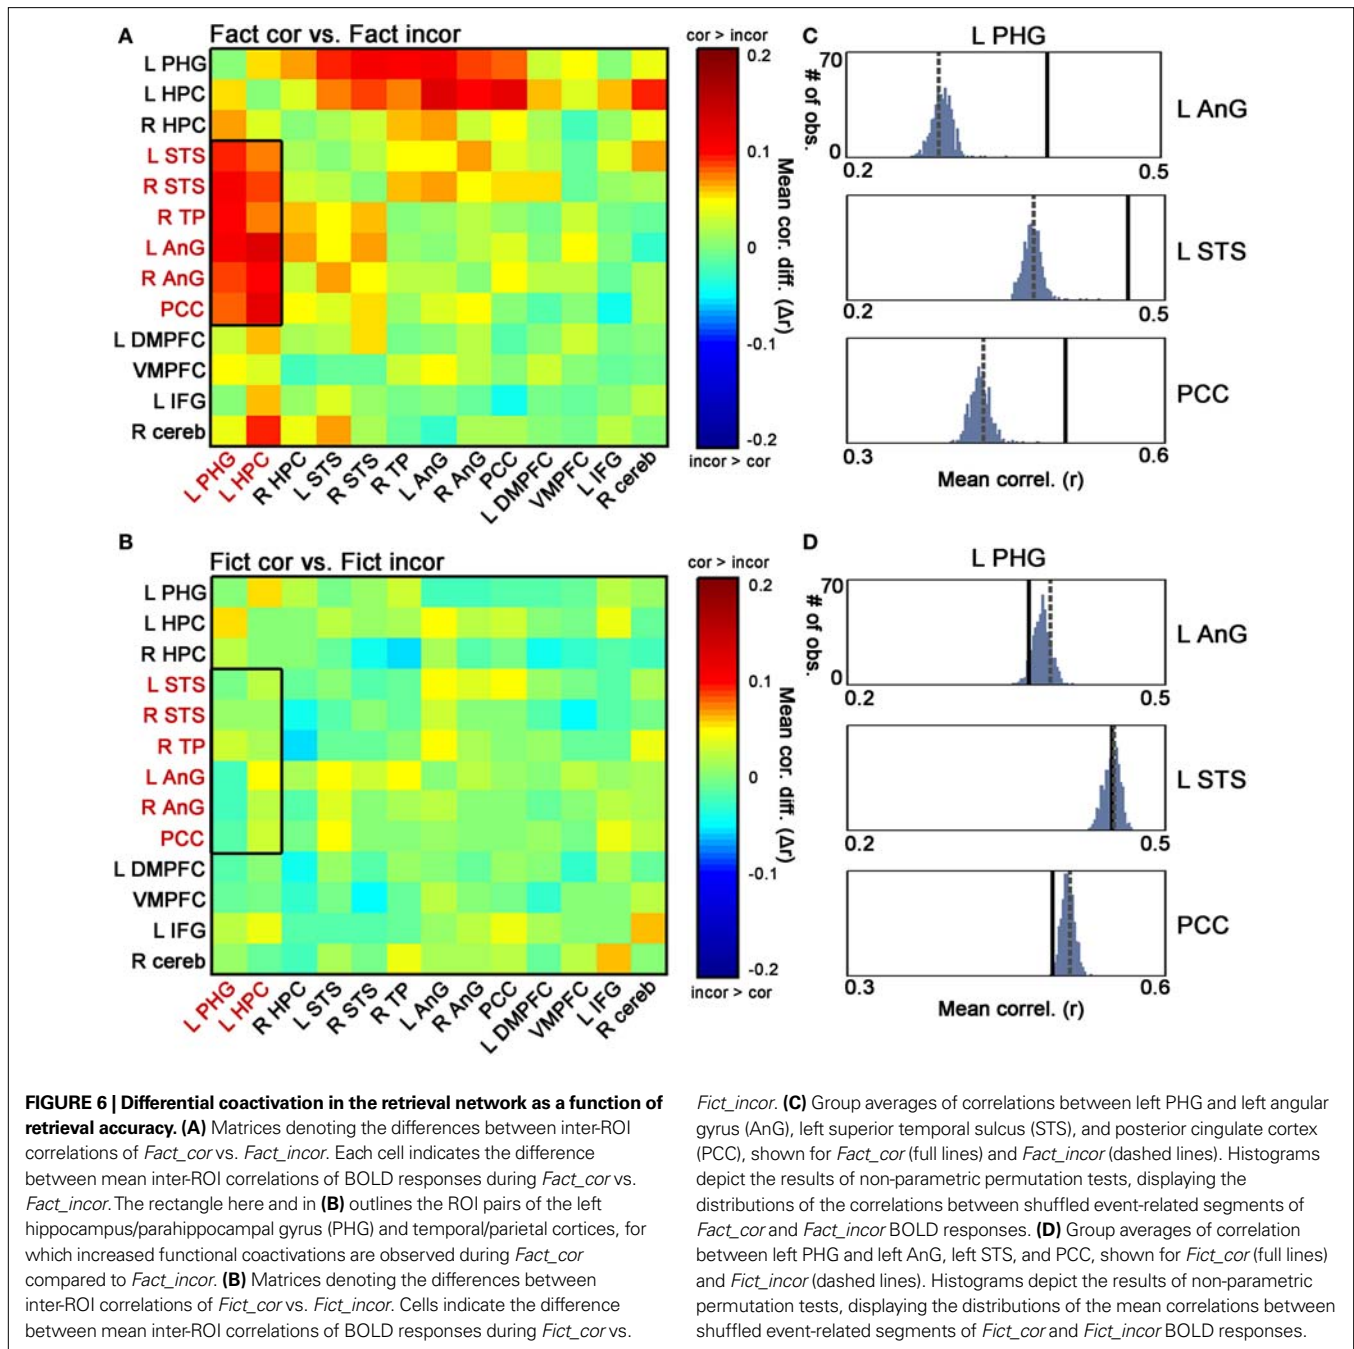 A
Fact cor vs. Fact incor
L PHG
L HPC
R HPC
L STS
R STS
R TP
L AnG
R AnG
PCC
L DMPFC
VMPFC
L IFG
R cereb
L PHG
L HPC
R HPC
L STS
R STS
R TP
L AnG
R AnG
PCC
L DMPFC
VMPFC
L IFG
R cereb
cor > incor
0.2
0.1
0
-0.1
-0.2
incor > cor
Mean cor. diff. (Δr)
C
L PHG
70
# of obs.
0
0.2
0.5
L AnG
0.2
0.5
L STS
0.3
0.6
PCC
Mean correl. (r)
B
Fict cor vs. Fict incor
L PHG
L HPC
R HPC
L STS
R STS
R TP
L AnG
R AnG
PCC
L DMPFC
VMPFC
L IFG
R cereb
L PHG
L HPC
R HPC
L STS
R STS
R TP
L AnG
R AnG
PCC
L DMPFC
VMPFC
L IFG
R cereb
cor > incor
0.2
0.1
0
-0.1
-0.2
incor > cor
Mean cor. diff. (Δr)
D
L PHG
70
# of obs.
0
0.2
0.5
L AnG
0.2
0.5
L STS
0.3
0.6
PCC
Mean correl. (r)
FIGURE 6 | Differential coactivation in the retrieval network as a function of
retrieval accuracy. (A) Matrices denoting the differences between inter-ROI
correlations of Fact_cor vs. Fact_incor. Each cell indicates the difference
between mean inter-ROI correlations of BOLD responses during Fact_cor vs.
Fact_incor. The rectangle here and in (B) outlines the ROI pairs of the left
hippocampus/parahippocampal gyrus (PHG) and temporal/parietal cortices, for
which increased functional coactivations are observed during Fact_cor
compared to Fact_incor. (B) Matrices denoting the differences between
inter-ROI correlations of Fict_cor vs. Fict_incor. Cells indicate the difference
between mean inter-ROI correlations of BOLD responses during Fict_cor vs.
Fict_incor. (C) Group averages of correlations between left PHG and left angular
gyrus (AnG), left superior temporal sulcus (STS), and posterior cingulate cortex
(PCC), shown for Fact_cor (full lines) and Fact_incor (dashed lines). Histograms
depict the results of non-parametric permutation tests, displaying the
distributions of the correlations between shuffled event-related segments of
Fact_cor and Fact_incor BOLD responses. (D) Group averages of correlation
between left PHG and left AnG, left STS, and PCC, shown for Fict_cor (full lines)
and Fict_incor (dashed lines). Histograms depict the results of non-parametric
permutation tests, displaying the distributions of the mean correlations between
shuffled event-related segments of Fict_cor and Fict_incor BOLD responses.